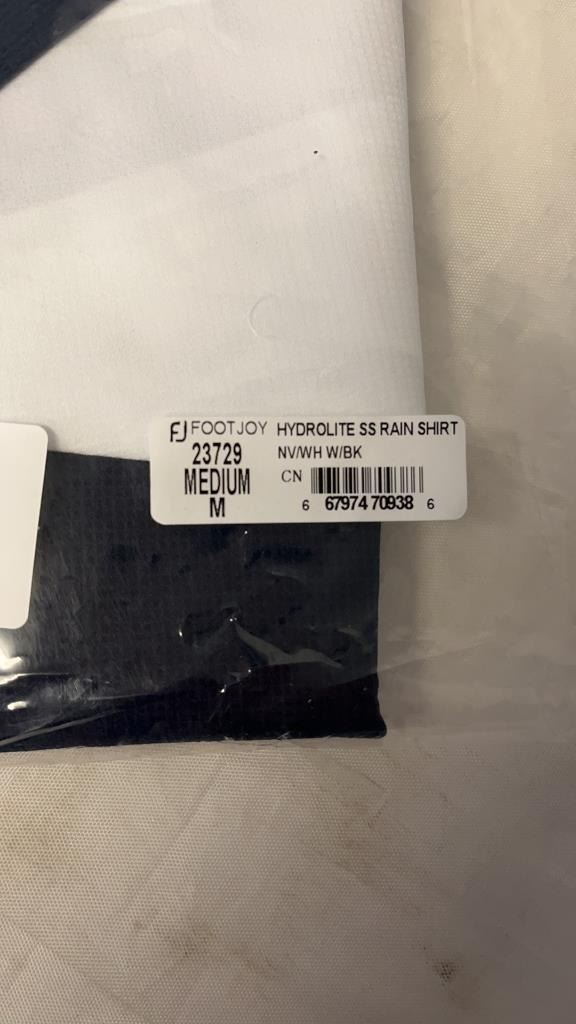 FJ FOOTJOY HYDROLITE SS RAIN SHIRT
23729 NV/WH W/BK
MEDIUM CN
M 6 67974 70938 6